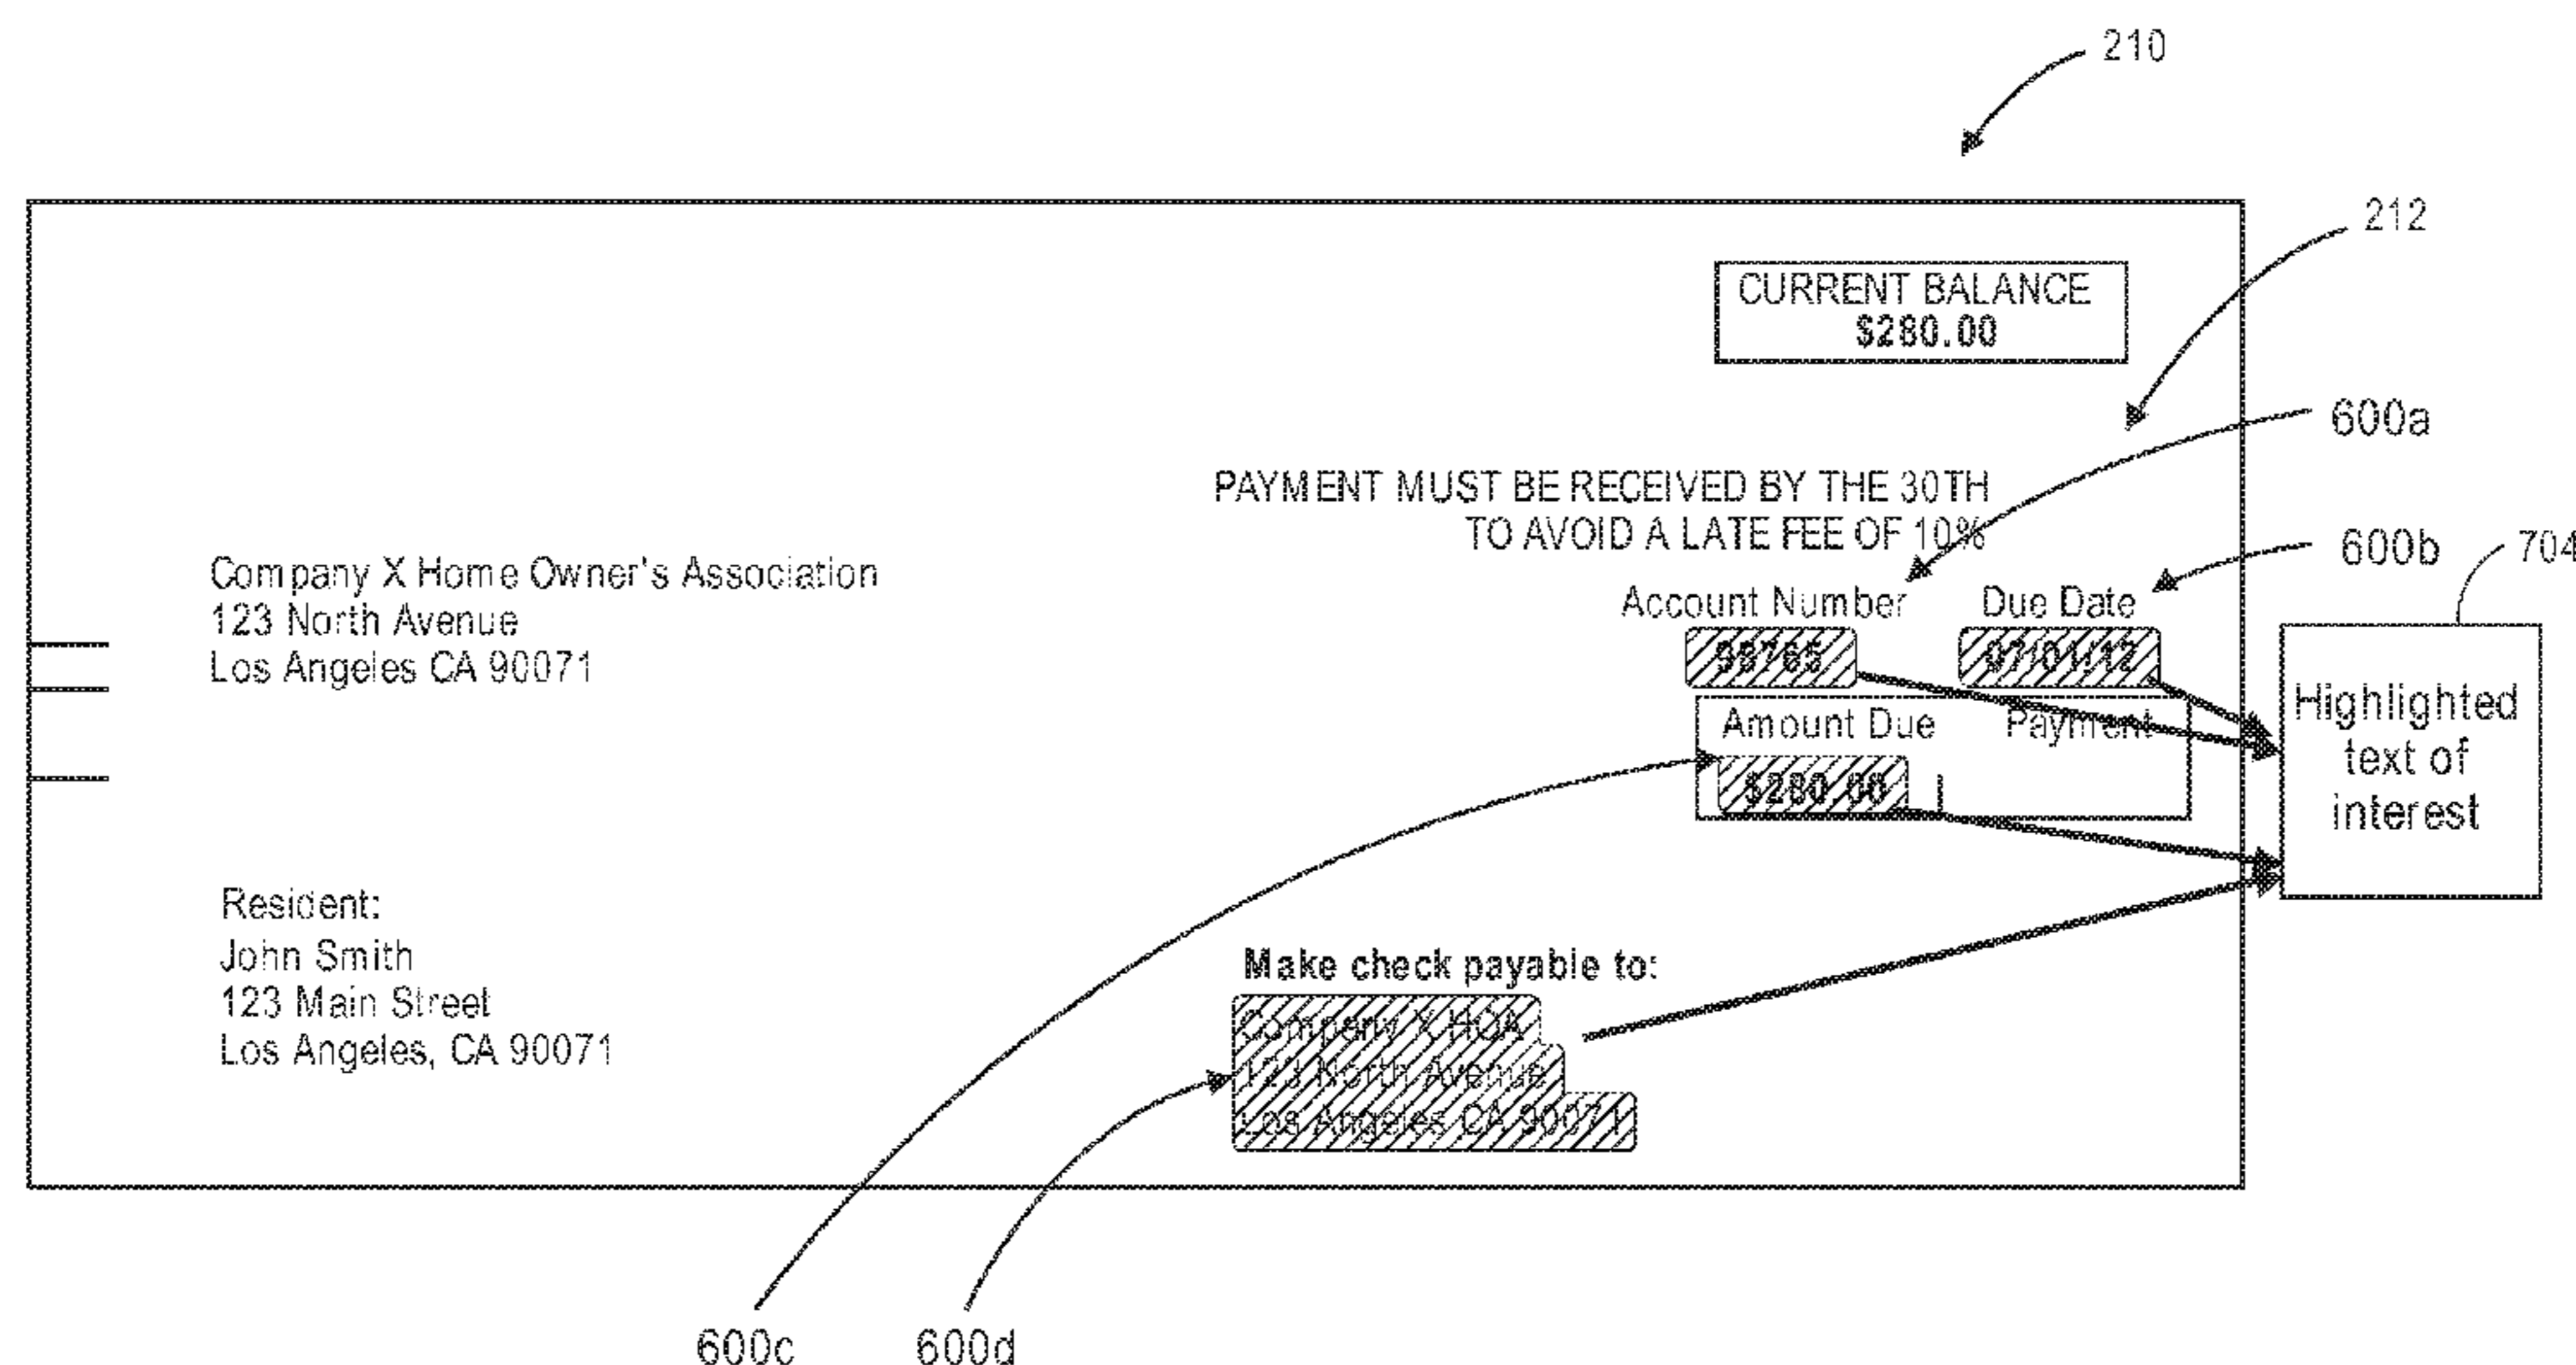 210
212
CURRENT BALANCE
$280.00
600a
PAYMENT MUST BE RECEIVED BY THE 30TH
TO AVOID A LATE FEE OF 10%
600b
704
Company X Home Owner's Association
123 North Avenue
Los Angeles CA 90071
Account Number Due Date
98765 07/01/12
Amount Due Payment
$280.00
Highlighted
text of
interest
Resident:
John Smith
123 Main Street
Los Angeles, CA 90071
Make check payable to:
Company X HOA
123 North Avenue
Los Angeles CA 90071
600c 600d